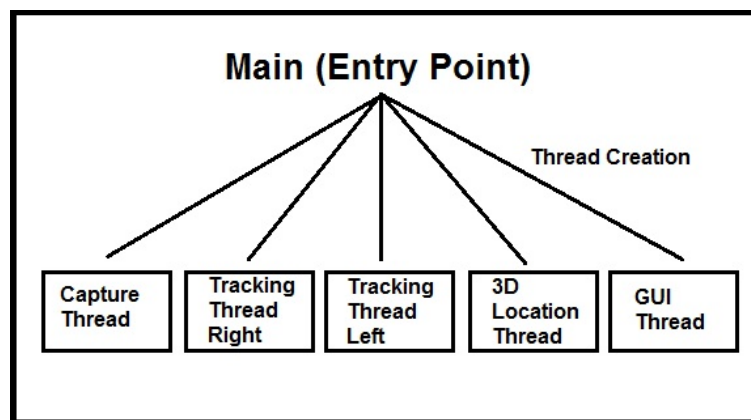 Main (Entry Point)
Thread Creation
Capture
Thread
Tracking
Thread
Right
Tracking
Thread
Left
3D
Location
Thread
GUI
Thread